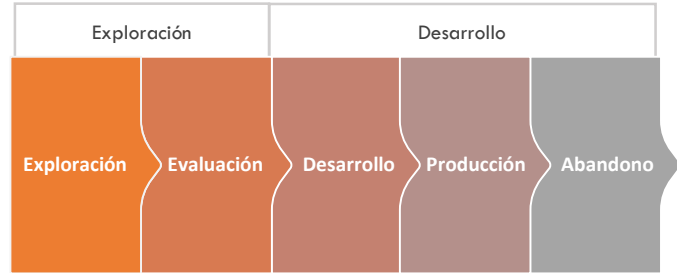 Exploración
Desarrollo
Exploración
Evaluación
Desarrollo
Producción
Abandono